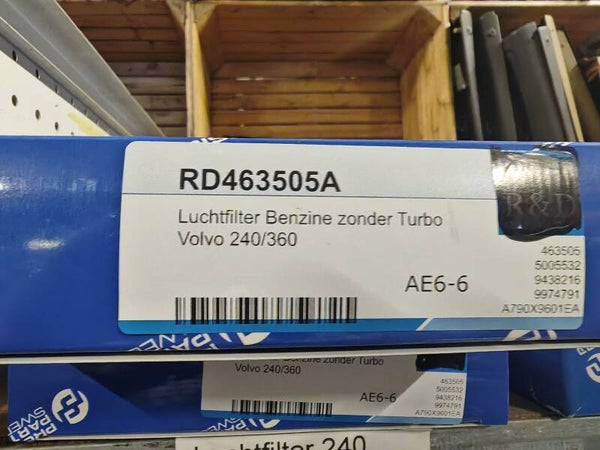 RD463505A
Luchtfilter Benzine zonder Turbo
Volvo 240/360
R&D
AE6-6
463505
5005532
9438216
9974791
A790X9601EA
Benzine zonder Turbo
Volvo 240/360
AE6-6
463505
5005532
9438216
9974791
A790X9601EA
Luchtfilter 240